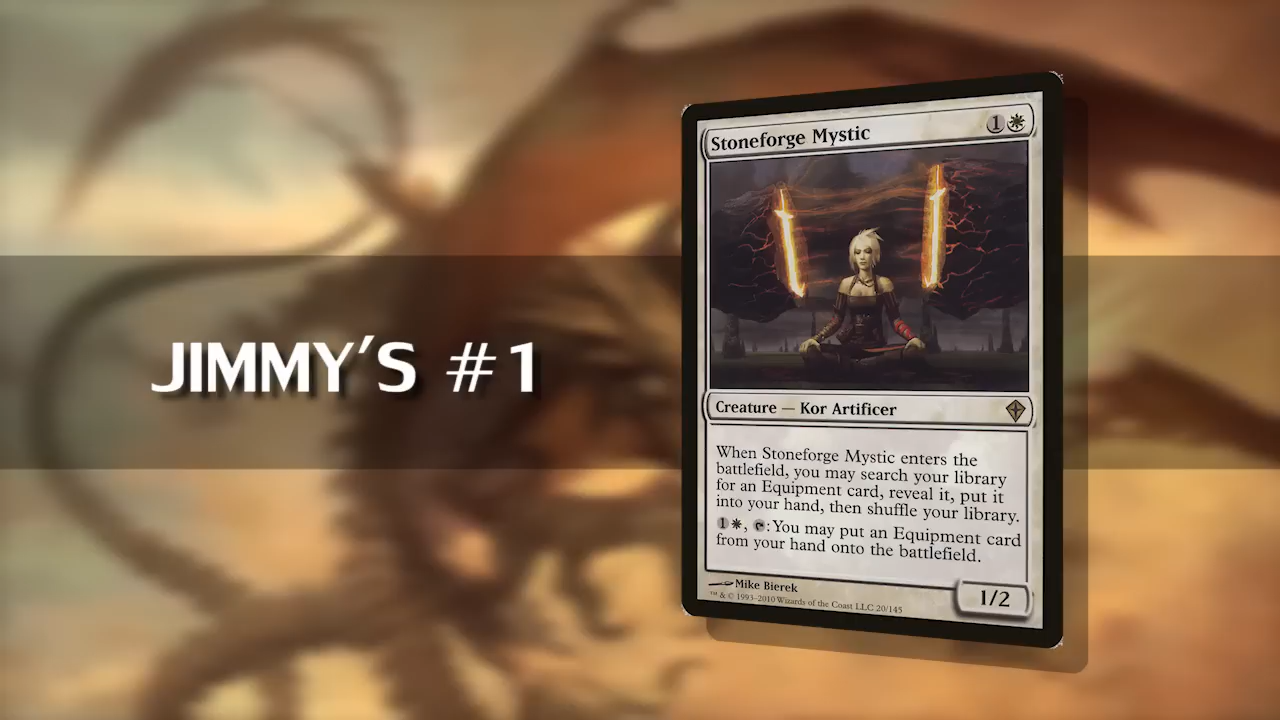 JIMMY'S #1
Stoneforge Mystic
1
Creature — Kor Artificer
When Stoneforge Mystic enters the
battlefield, you may search your library
for an Equipment card, reveal it, put it
into your hand, then shuffle your library.
1, : You may put an Equipment card
from your hand onto the battlefield.
Mike Bierek
1/2
™ & © 1993–2010 Wizards of the Coast LLC 20/145